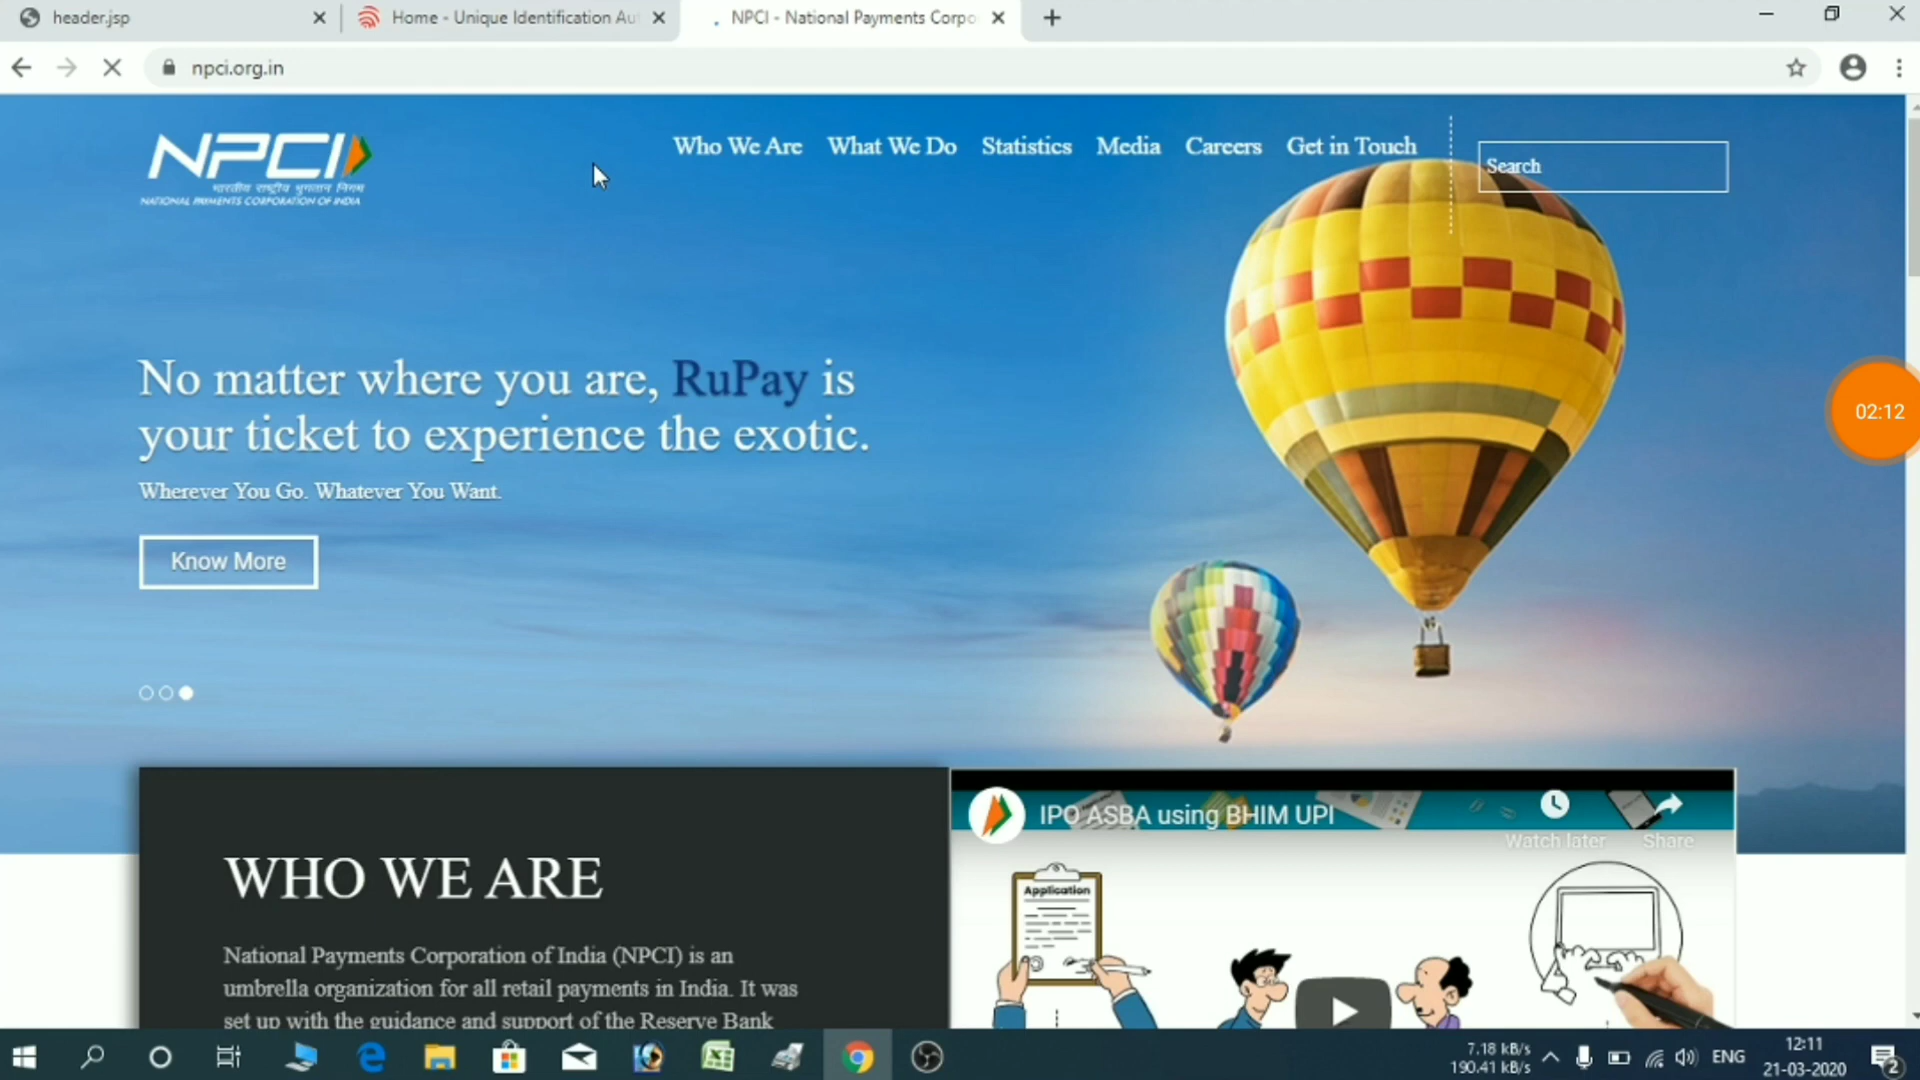 header.jsp
Home - Unique Identification Au
NPCI - National Payments Corpo
npci.org.in
NPCI
भारतीय राष्ट्रीय भुगतान निगम
NATIONAL PAYMENTS CORPORATION OF INDIA
Who We Are What We Do Statistics Media Careers Get in Touch
Search
No matter where you are, RuPay is
your ticket to experience the exotic.
Wherever You Go. Whatever You Want.
Know More
02:12
WHO WE ARE
National Payments Corporation of India (NPCI) is an
umbrella organization for all retail payments in India. It was
set up with the guidance and support of the Reserve Bank
IPO ASBA using BHIM UPI
Watch later
Share
Application
7.18 kB/s
190.41 kB/s
ENG
12:11
21-03-2020
2